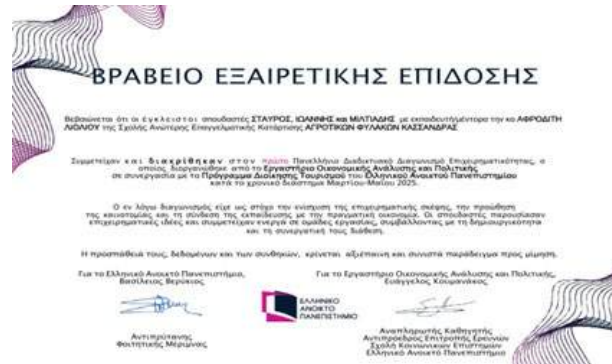 ΒΡΑΒΕΙΟ ΕΞΑΙΡΕΤΙΚΗΣ ΕΠΙΔΟΣΗΣ
Βεβαιώνεται ότι οι έγκλειστοι σπουδαστές ΣΤΑΥΡΟΣ, ΙΩΑΝΝΗΣ και ΜΙΛΤΙΑΔΗΣ με εκπαιδευτή/μέντορα την κο ΑΦΡΟΔΙΤΗ
ΛΙΟΛΙΟΥ της Σχολής Ανώτερης Επαγγελματικής Κατάρτισης ΑΓΡΟΤΙΚΩΝ ΦΥΛΑΚΩΝ ΚΑΣΣΑΝΔΡΑΣ
Συμμετείχαν και διακρίθηκαν στον πρώτο Πανελλήνιο Διαδικτυακό Διαγωνισμό Επιχειρηματικότητας, ο
οποίος διοργανώθηκε από το Εργαστήριο Οικονομικής Ανάλυσης και Πολιτικής,
σε συνεργασία με το Πρόγραμμα Διοίκησης Τουρισμού του Ελληνικού Ανοικτού Πανεπιστημίου
κατά το χρονικό διάστημα Μαρτίου-Μαΐου 2025.
Ο εν λόγω διαγωνισμός είχε ως στόχο την ενίσχυση της επιχειρηματικής σκέψης, την προώθηση
της καινοτομίας και τη σύνδεση της εκπαίδευσης με την πραγματική οικονομία. Οι σπουδαστές παρουσίασαν
επιχειρηματικές ιδέες και συμμετείχαν ενεργά σε ομάδες εργασίας, συμβάλλοντας με τη δημιουργικότητα
και τη συνεργατική τους διάθεση.
Η προσπάθειά τους, δεδομένων και των συνθηκών, κρίνεται αξιέπαινη και συνιστά παράδειγμα προς μίμηση.
Για το Ελληνικό Ανοικτό Πανεπιστήμιο,
Βασίλειος Βερύκιος
Για το Εργαστήριο Οικονομικής Ανάλυσης και Πολιτικής,
Ευάγγελος Κουμανάκος,
ΕΛΛΗΝΙΚΟ
ΑΝΟΙΚΤΟ
ΠΑΝΕΠΙΣΤΗΜΙΟ
Αντιπρύτανης
Φοιτητικής Μέριμνας
Αναπληρωτής Καθηγητής
Αντιπρόεδρος Επιτροπής Ερευνών
Σχολή Κοινωνικών Επιστημών
Ελληνικό Ανοικτό Πανεπιστήμιο